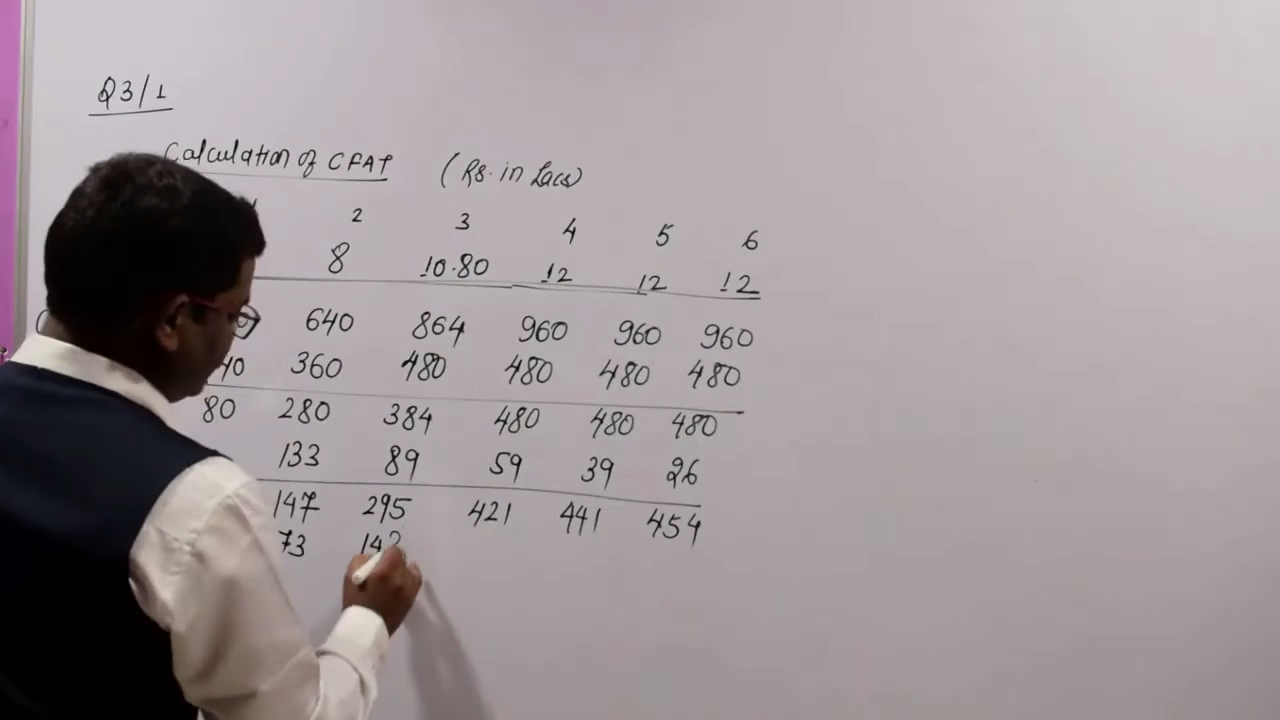 Q3/1
Calculation of CFAT (Rs. in Lacs)
2 3 4 5 6
8 10.80 12 12 12
640 864 960 960 960
40 360 480 480 480 480
80 280 384 480 480 480
133 89 59 39 26
147 295 421 441 454
73 14